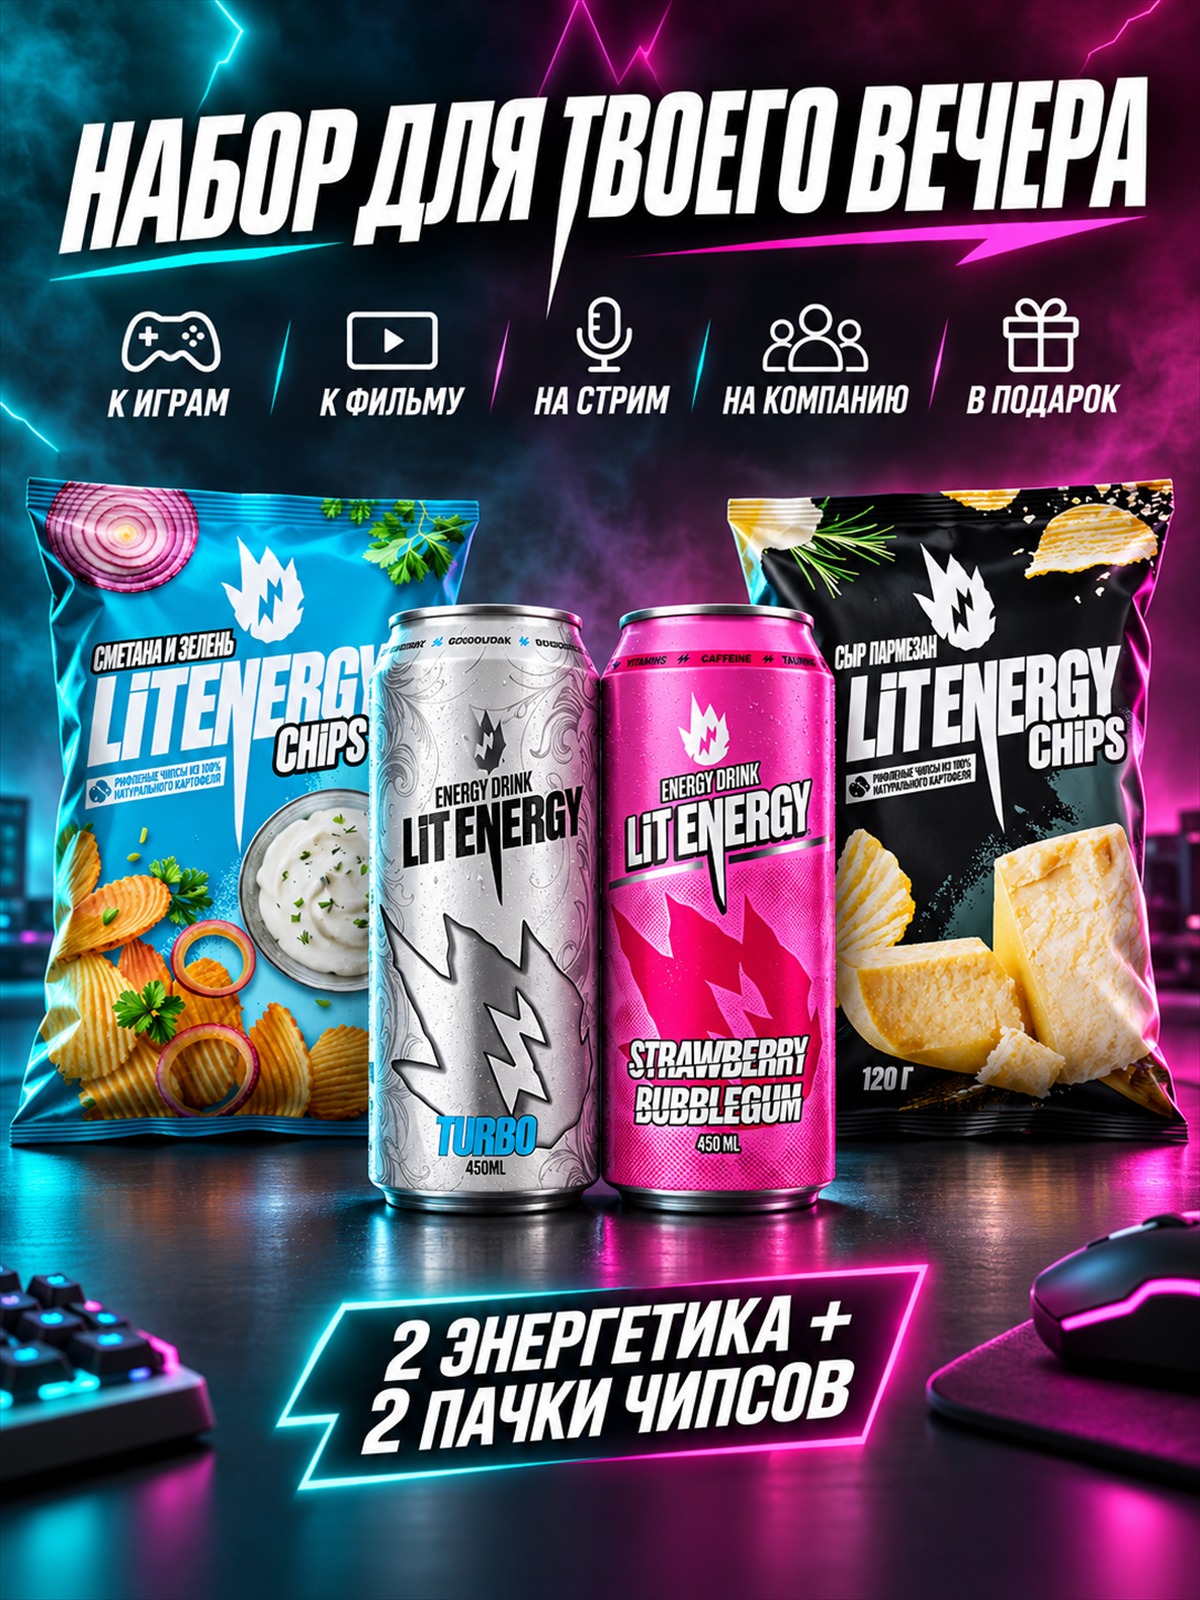 НАБОР ДЛЯ ТВОЕГО ВЕЧЕРА
К ИГРАМ
К ФИЛЬМУ
НА СТРИМ
НА КОМПАНИЮ
В ПОДАРОК
СМЕТАНА И ЗЕЛЕНЬ
LiTENERGY
CHiPS
РИФЛЕНЫЕ ЧИПСЫ ИЗ 100%
НАТУРАЛЬНОГО КАРТОФЕЛЯ
ENERGY DRINK
LiT ENERGY
TURBO
450ML
VITAMINS
CAFFEINE
ENERGY DRINK
LiT ENERGY
STRAWBERRY
BUBBLEGUM
450 ML
СЫР ПАРМЕЗАН
LiTENERGY
CHiPS
РИФЛЕНЫЕ ЧИПСЫ ИЗ 100%
НАТУРАЛЬНОГО КАРТОФЕЛЯ
120 Г
2 ЭНЕРГЕТИКА +
2 ПАЧКИ ЧИПСОВ